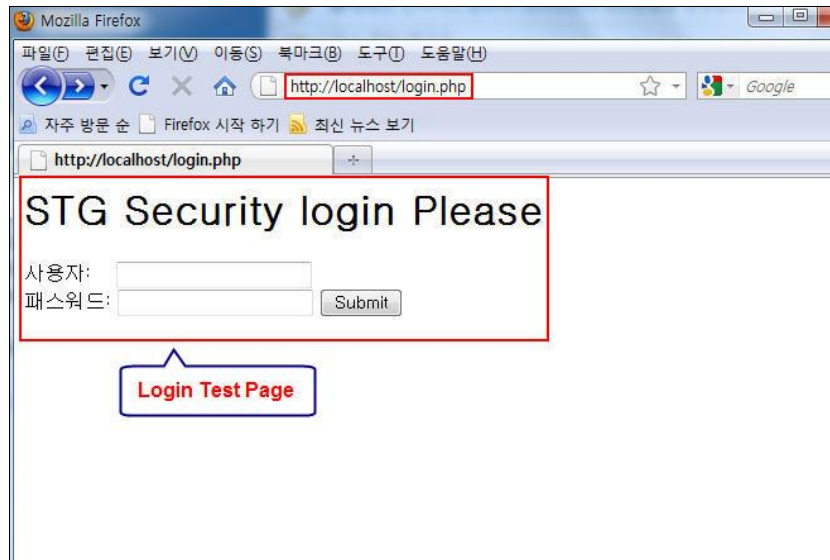 Mozilla Firefox
파일(F) 편집(E) 보기(V) 이동(S) 북마크(B) 도구(T) 도움말(H)
http://localhost/login.php
Google
자주 방문 순 Firefox 시작 하기 최신 뉴스 보기
http://localhost/login.php
STG Security login Please
사용자:
패스워드: Submit
Login Test Page